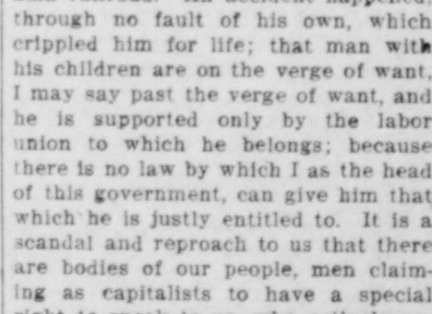 through no fault of his own, which
crippled him for life; that man with
his children are on the verge of want,
I may say past the verge of want, and
he is supported only by the labor
union to which he belongs; because
there is no law by which I as the head
of this government, can give him that
which he is justly entitled to. It is a
scandal and reproach to us that there
are bodies of our people, men claim-
ing as capitalists to have a special